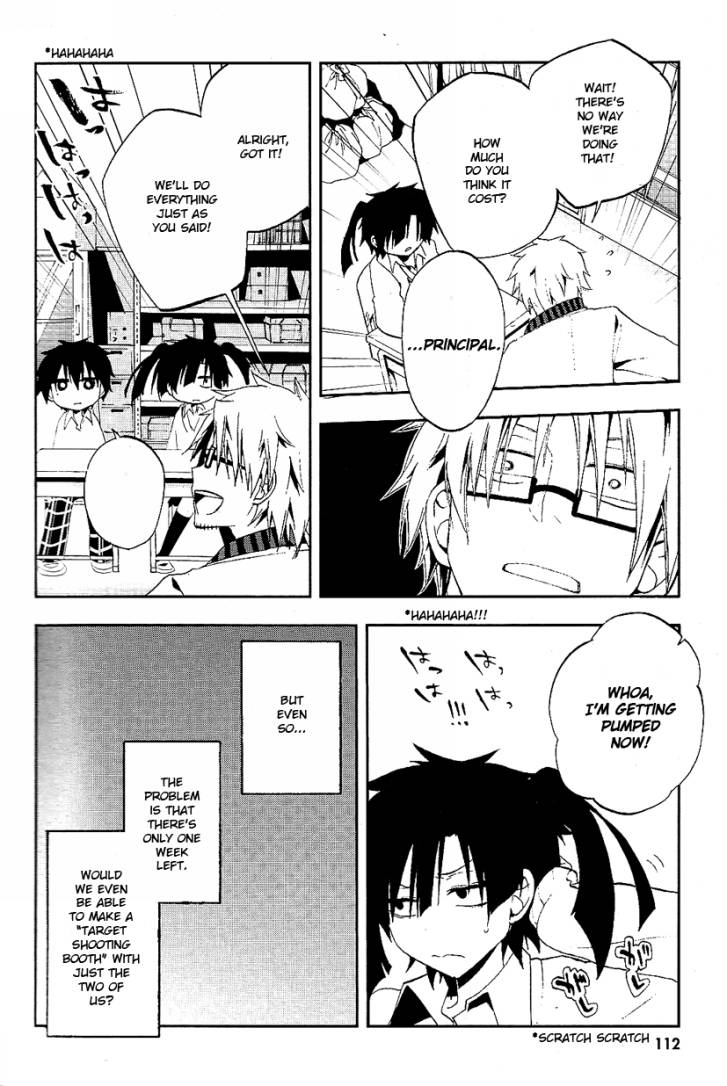 WAIT!
THERE'S
NO WAY
WE'RE
DOING
THAT!
HOW
MUCH
DO YOU
THINK IT
COST?
...PRINCIPAL.
*HAHAHAHA
はっ
はっ
はっ
は
ALRIGHT,
GOT IT!
WE'LL DO
EVERYTHING
JUST AS
YOU SAID!
*HAHAHAHA!!!
WHOA,
I'M GETTING
PUMPED
NOW!
はっ
はっ
は
はっ
!!!
ガシ
ガシ
*SCRATCH SCRATCH
BUT
EVEN
SO...
THE
PROBLEM
IS THAT
THERE'S
ONLY ONE
WEEK
LEFT.
WOULD
WE EVEN
BE ABLE
TO MAKE A
"TARGET
SHOOTING
BOOTH" WITH
JUST THE
TWO OF
US?
112